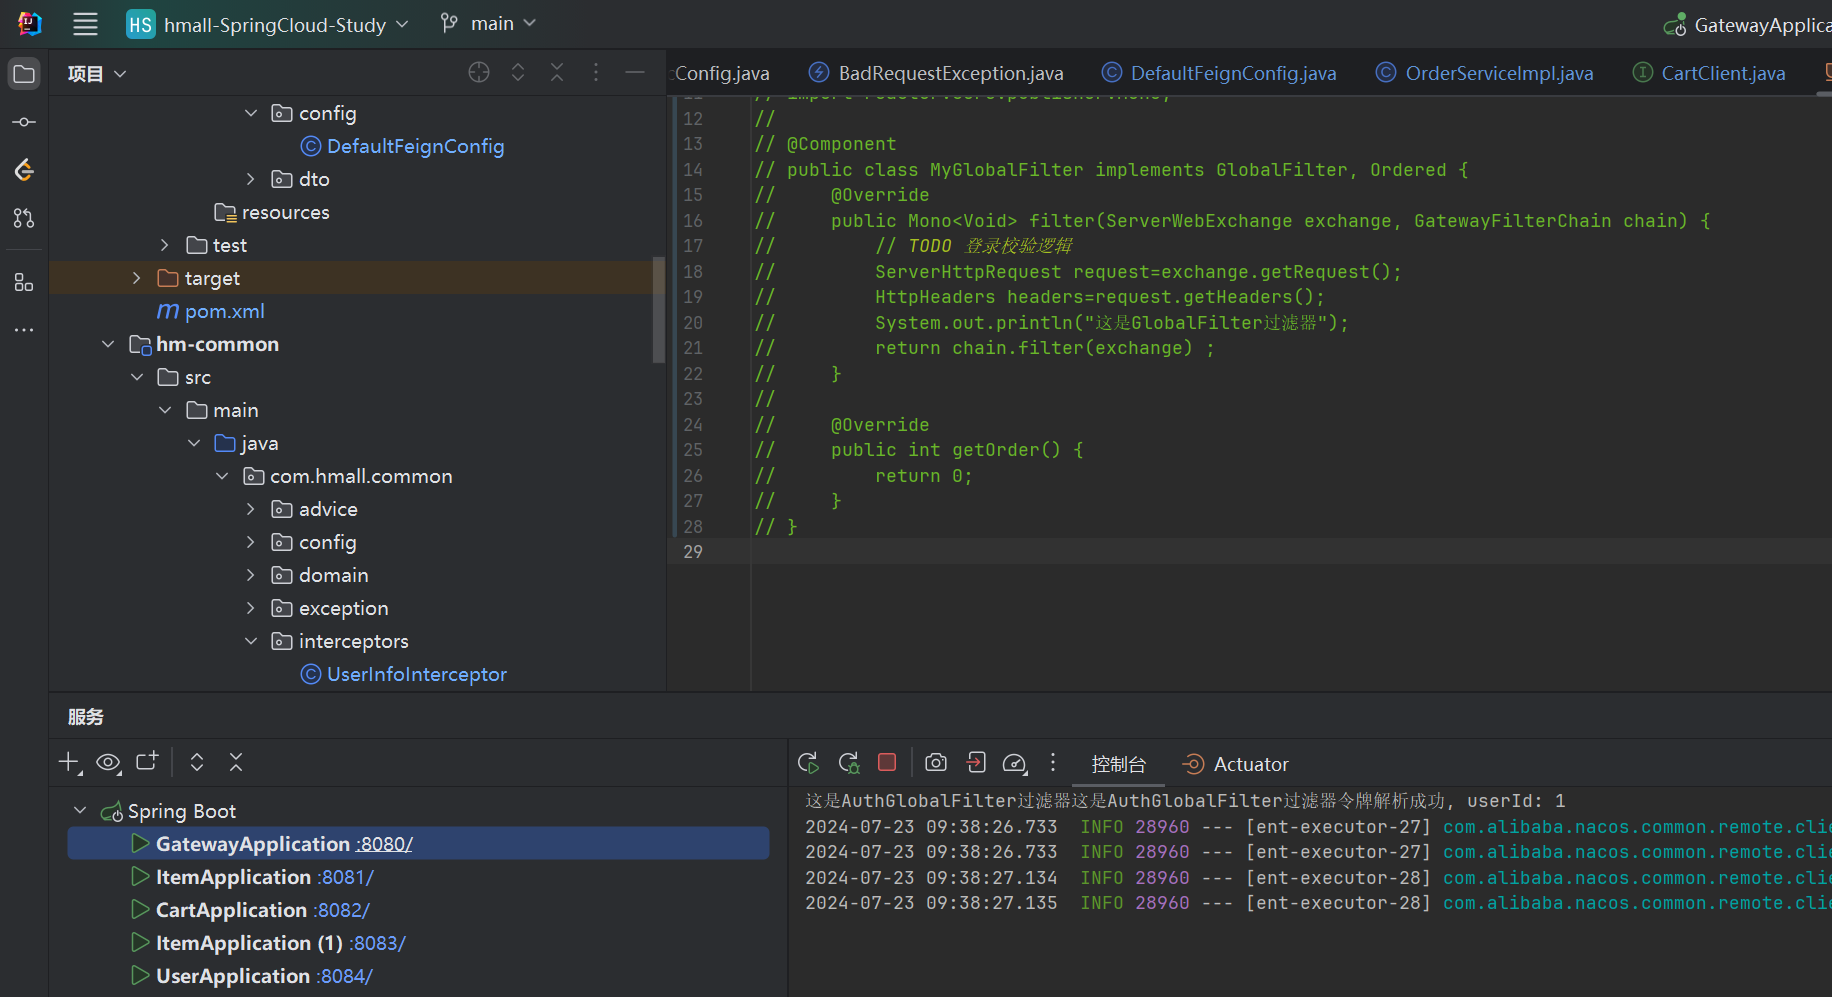 HS hmall-SpringCloud-Study main GatewayApplica
项目
Config.java BadRequestException.java DefaultFeignConfig.java OrderServiceImpl.java CartClient.java
config
DefaultFeignConfig
dto
resources
test
target
pom.xml
hm-common
src
main
java
com.hmall.common
advice
config
domain
exception
interceptors
UserInfoInterceptor
12 //
13 // @Component
14 // public class MyGlobalFilter implements GlobalFilter, Ordered {
15 // @Override
16 // public Mono<Void> filter(ServerWebExchange exchange, GatewayFilterChain chain) {
17 // // TODO 登录校验逻辑
18 // ServerHttpRequest request=exchange.getRequest();
19 // HttpHeaders headers=request.getHeaders();
20 // System.out.println("这是GlobalFilter过滤器");
21 // return chain.filter(exchange) ;
22 // }
23 //
24 // @Override
25 // public int getOrder() {
26 // return 0;
27 // }
28 // }
29
服务
控制台 Actuator
Spring Boot
GatewayApplication :8080/
ItemApplication :8081/
CartApplication :8082/
ItemApplication (1) :8083/
UserApplication :8084/
这是AuthGlobalFilter过滤器这是AuthGlobalFilter过滤器令牌解析成功, userId: 1
2024-07-23 09:38:26.733 INFO 28960 --- [ent-executor-27] com.alibaba.nacos.common.remote.clie
2024-07-23 09:38:26.733 INFO 28960 --- [ent-executor-27] com.alibaba.nacos.common.remote.clie
2024-07-23 09:38:27.134 INFO 28960 --- [ent-executor-28] com.alibaba.nacos.common.remote.clie
2024-07-23 09:38:27.135 INFO 28960 --- [ent-executor-28] com.alibaba.nacos.common.remote.clie